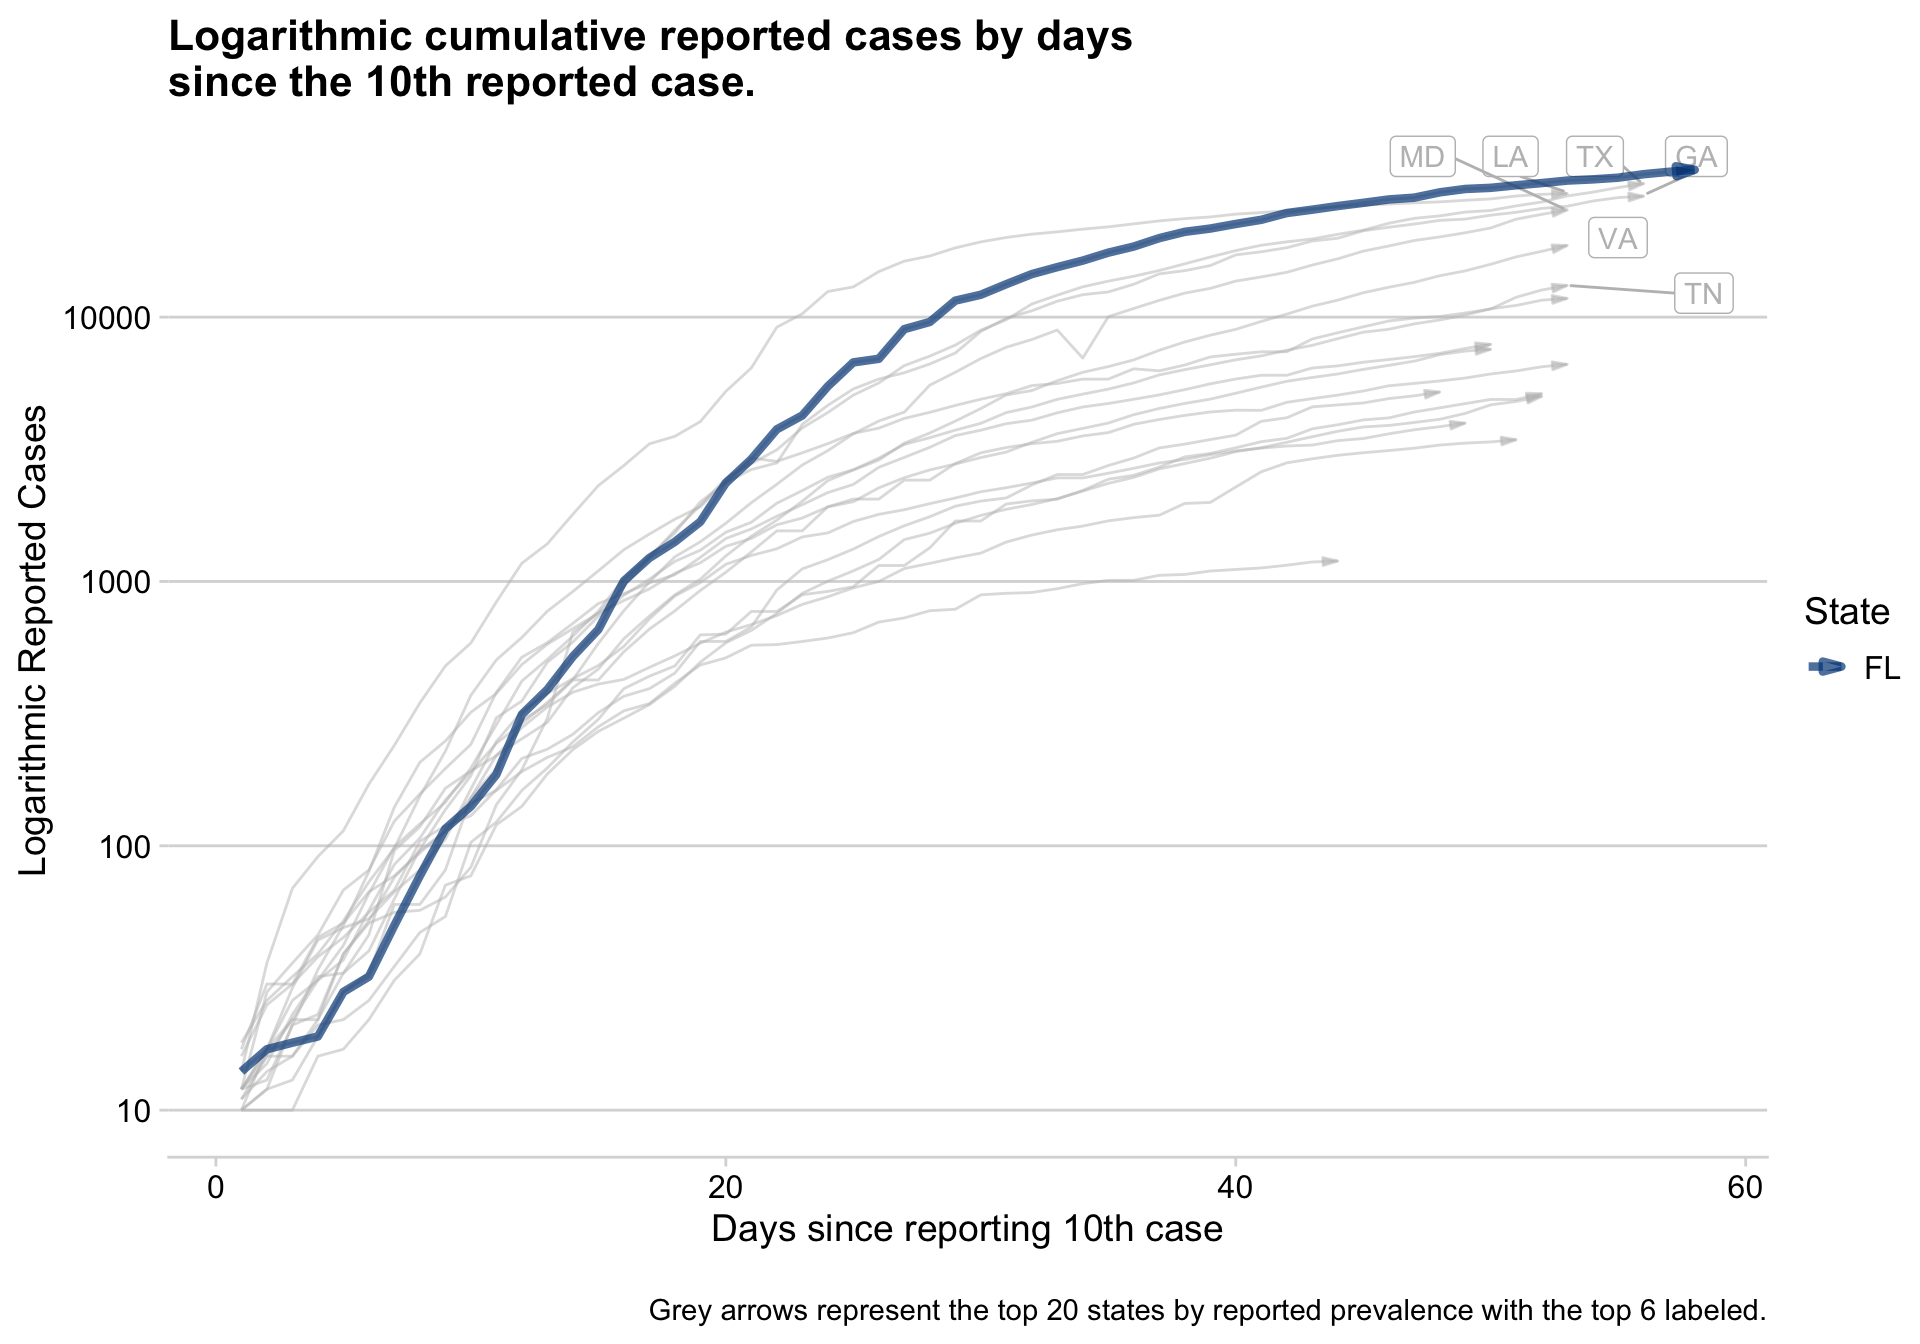 Logarithmic cumulative reported cases by days
since the 10th reported case.
MD
LA
TX
GA
VA
TN
10000
1000
100
10
Logarithmic Reported Cases
0
20
40
60
Days since reporting 10th case
State
FL
Grey arrows represent the top 20 states by reported prevalence with the top 6 labeled.